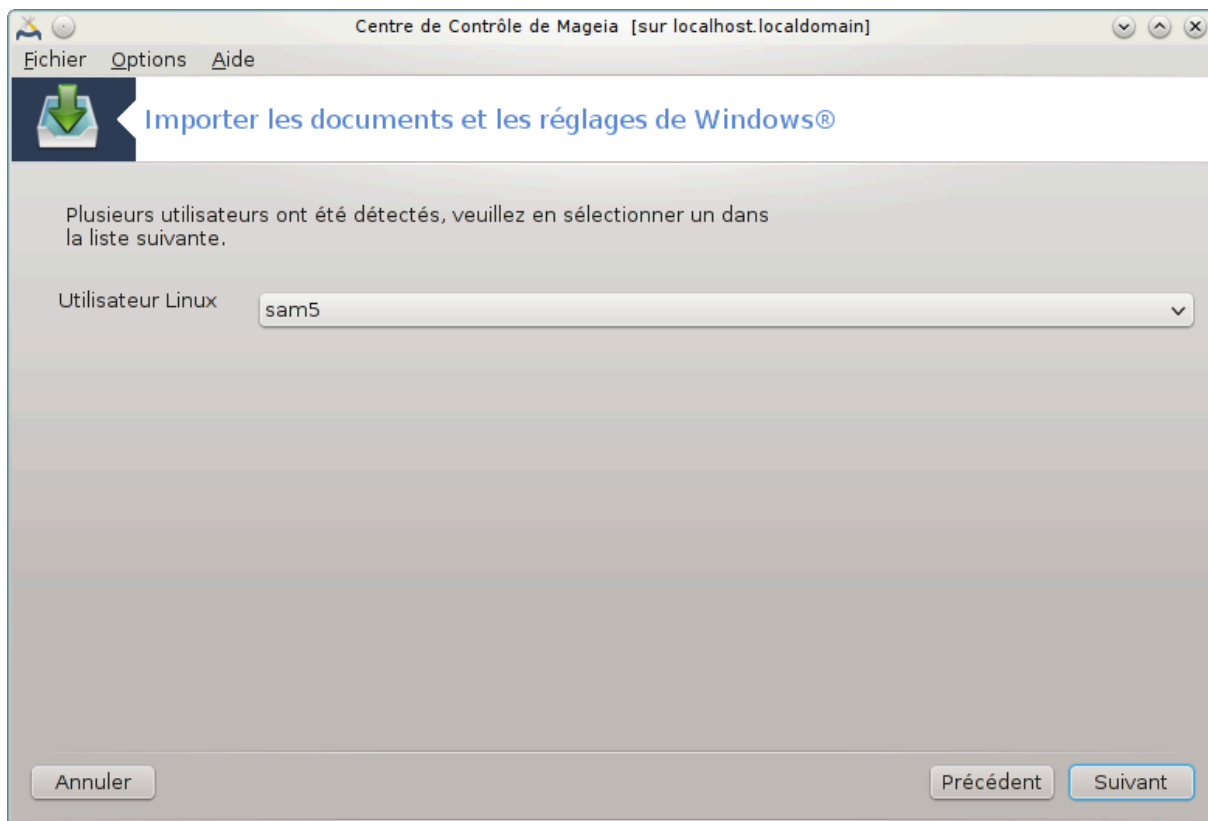 Centre de Contrôle de Mageia [sur localhost.localdomain]
Fichier Options Aide
Importer les documents et les réglages de Windows®
Plusieurs utilisateurs ont été détectés, veuillez en sélectionner un dans
la liste suivante.
Utilisateur Linux
sam5
Annuler
Précédent
Suivant